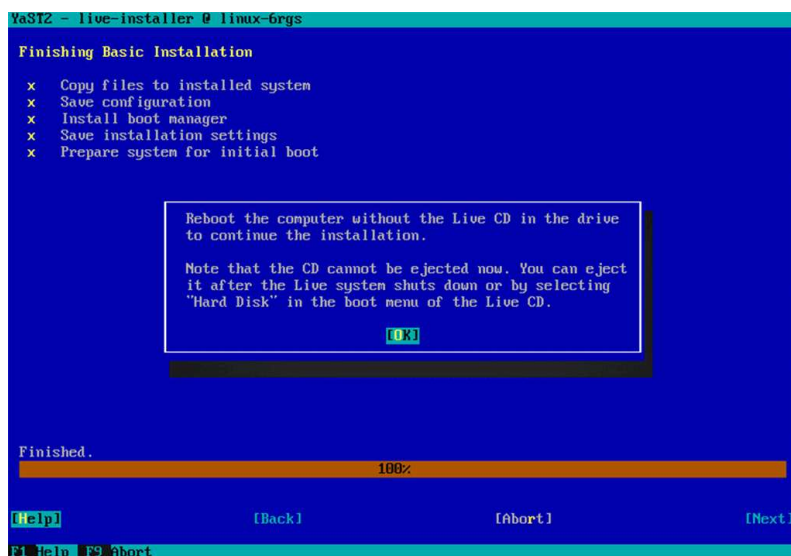 YaST2 - live-installer @ linux-6rgs
Finishing Basic Installation
x Copy files to installed system
x Save configuration
x Install boot manager
x Save installation settings
x Prepare system for initial boot
Reboot the computer without the Live CD in the drive
to continue the installation.
Note that the CD cannot be ejected now. You can eject
it after the Live system shuts down or by selecting
"Hard Disk" in the boot menu of the Live CD.
[OK]
Finished.
100%
[Help] [Back] [Abort] [Next]
F1 Help F9 Abort